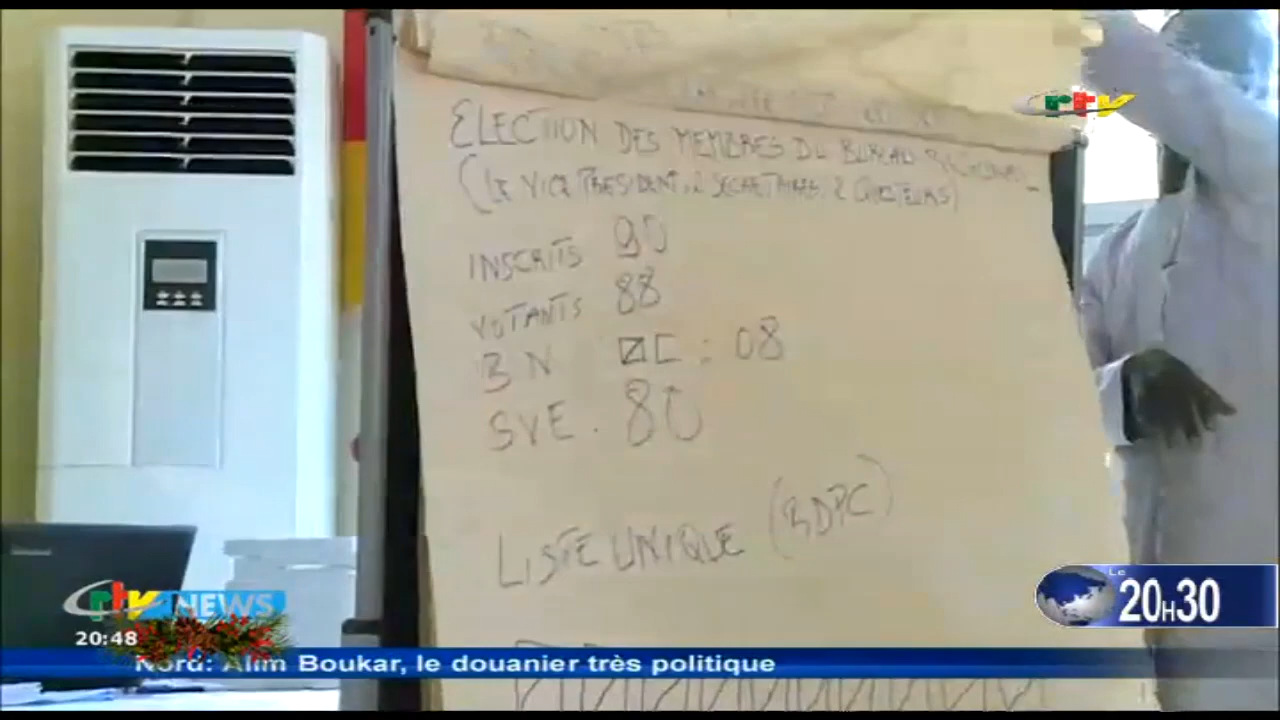 crtv
ELECTION DES MEMBRES DU BUREAU
(1er VICE PRESIDENT, 2 SECRETAIRES, 2 QUESTEURS)
INSCRITS 90
VOTANTS 88
BN : 08
SVE. 80
LISTE UNIQUE (RDPC)
Le
20H30
crtv NEWS
20:48
Nord: Alim Boukar, le douanier très politique